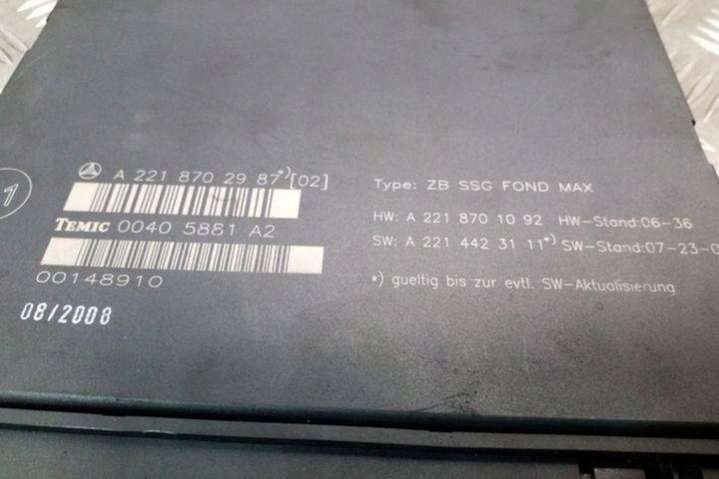 A 221 870 29 87*)[02]
TEMIC 0040 5881 A2
00148910
08/2008
1
Type: ZB SSG FOND MAX
HW: A 221 870 10 92 HW-Stand:06-36
SW: A 221 442 31 11*) SW-Stand:07-23-0
*) gueltig bis zur evtl. SW-Aktualisierung